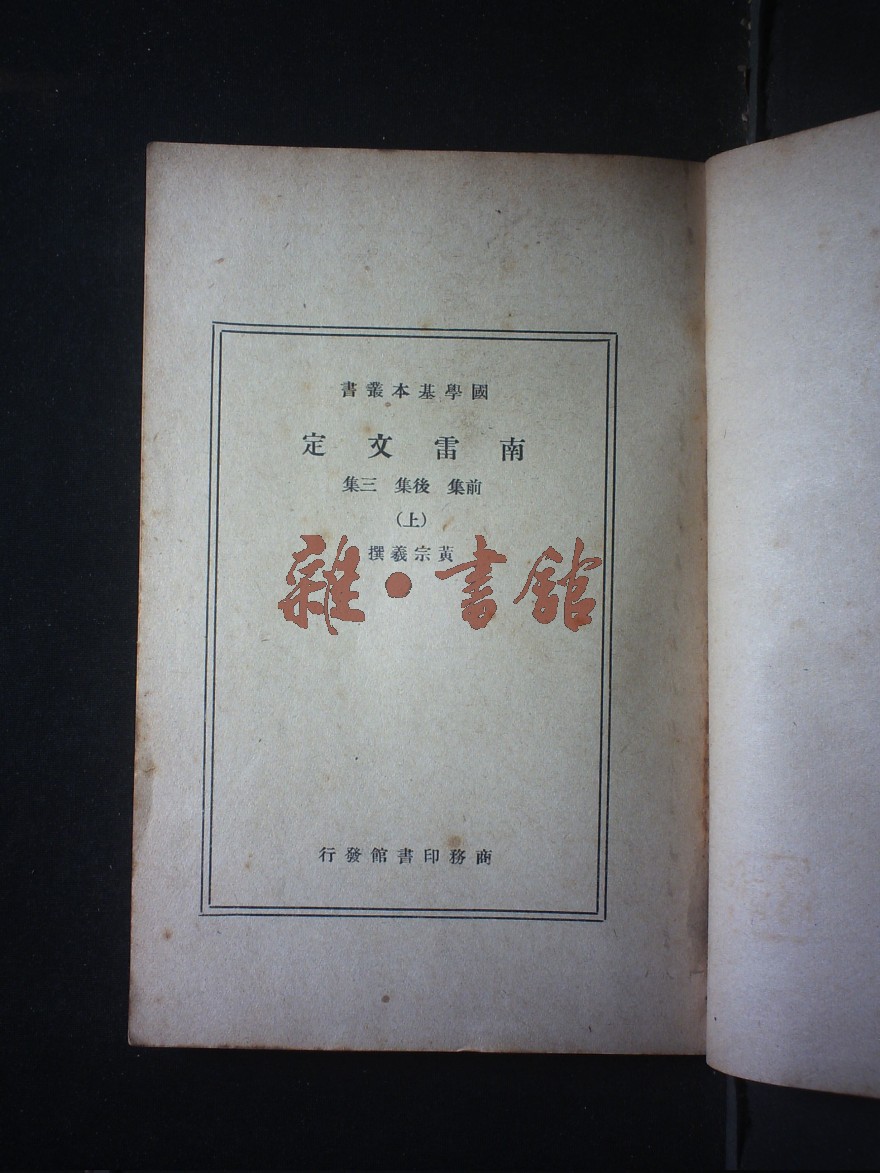 國學基本叢書
南雷文定
前集 後集 三集
(上)
黃宗羲撰
雜·書館
商務印書館發行